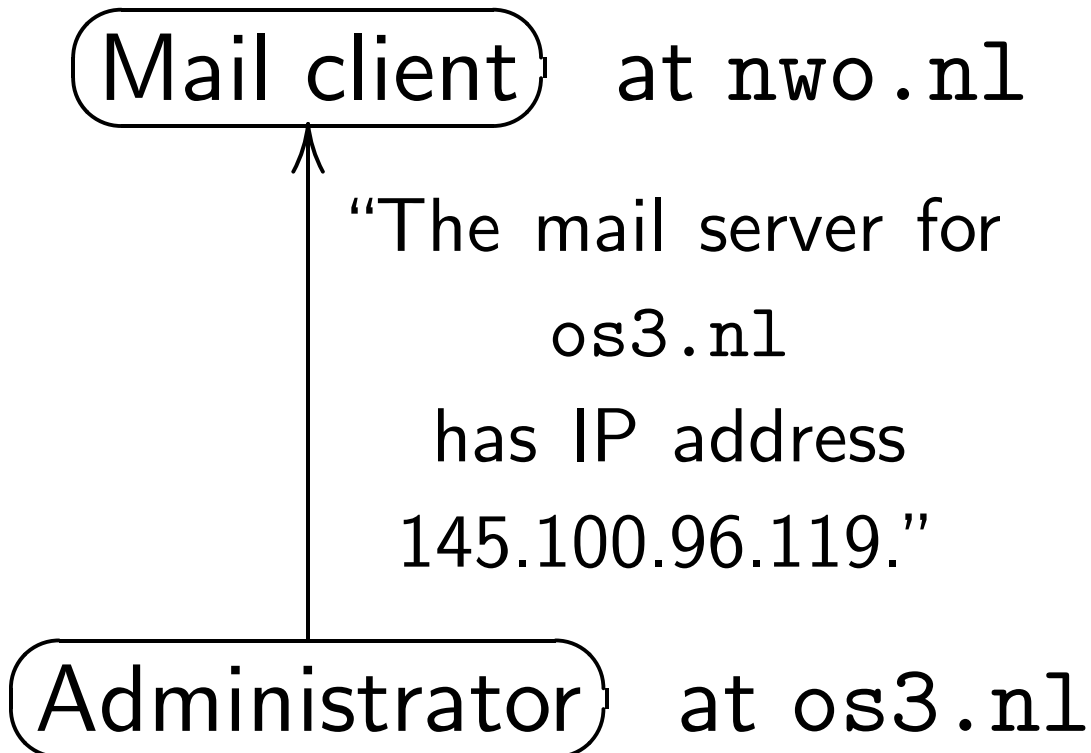 Mail client at nwo.nl
“The mail server for
os3.nl
has IP address
145.100.96.119.”
Administrator at os3.nl